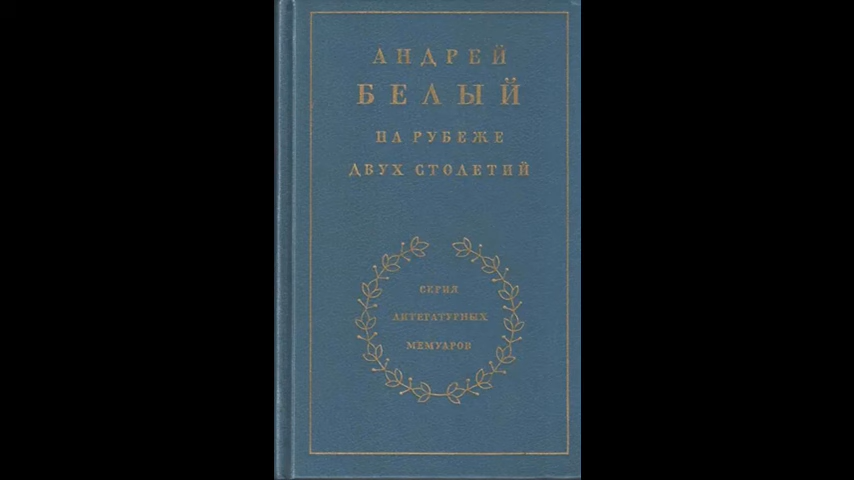 АНДРЕЙ
БЕЛЫЙ
НА РУБЕЖЕ
ДВУХ СТОЛЕТИЙ
СЕРИЯ
ЛИТЕРАТУРНЫХ
МЕМУАРОВ